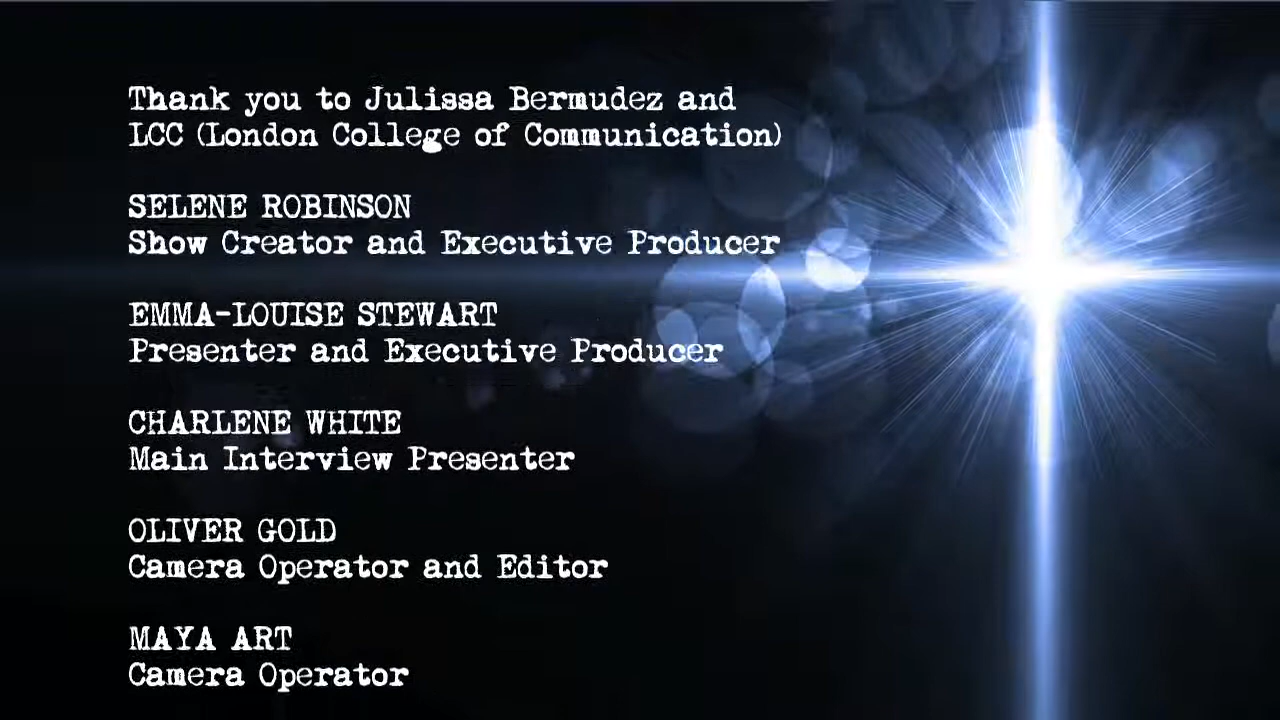 Thank you to Julissa Bermudez and
LCC (London College of Communication)
SELENE ROBINSON
Show Creator and Executive Producer
EMMA-LOUISE STEWART
Presenter and Executive Producer
CHARLENE WHITE
Main Interview Presenter
OLIVER GOLD
Camera Operator and Editor
MAYA ART
Camera Operator